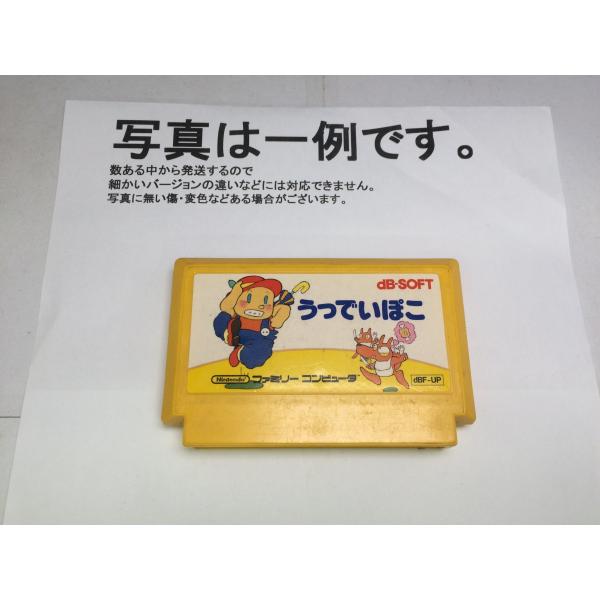 写真は一例です。
数ある中から発送するので
細かいバージョンの違いなどには対応できません。
写真に無い傷・変色などある場合がございます。
dB-SOFT
うっでいぽこ
Nintendo ファミリー コンピュータ
dBF-UP